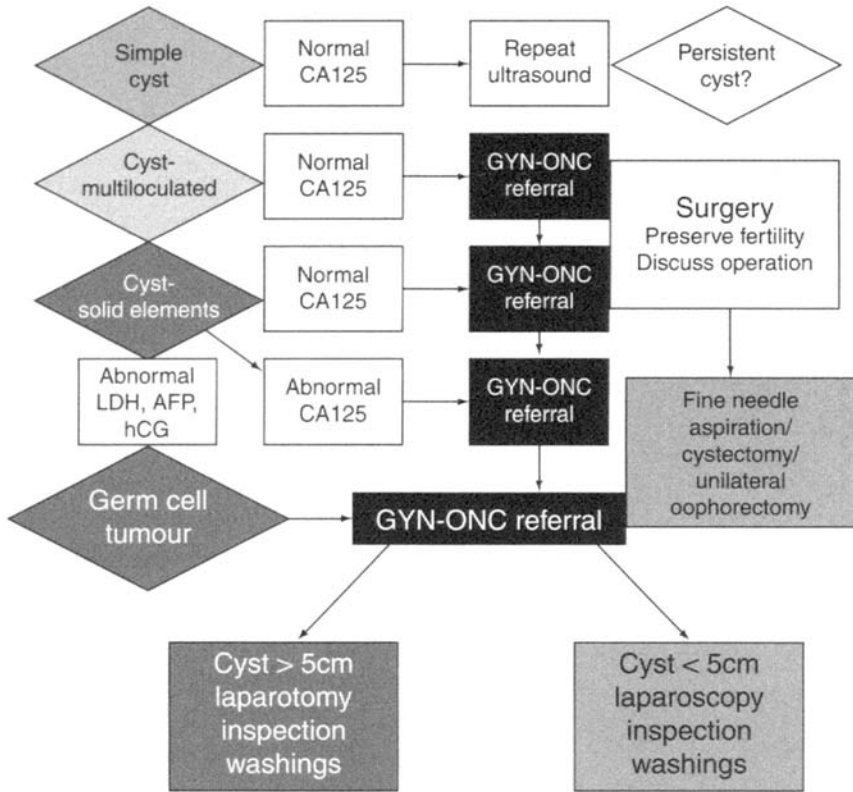 Simple
cyst
Normal
CA125
Repeat
ultrasound
Persistent
cyst?
Cyst-
multiloculated
Normal
CA125
GYN-ONC
referral
Surgery
Preserve fertility
Discuss operation
Cyst-
solid elements
Normal
CA125
GYN-ONC
referral
Abnormal
LDH, AFP,
hCG
Abnormal
CA125
GYN-ONC
referral
Fine needle
aspiration/
cystectomy/
unilateral
oophorectomy
Germ cell
tumour
GYN-ONC referral
Cyst > 5cm
laparotomy
inspection
washings
Cyst < 5cm
laparoscopy
inspection
washings